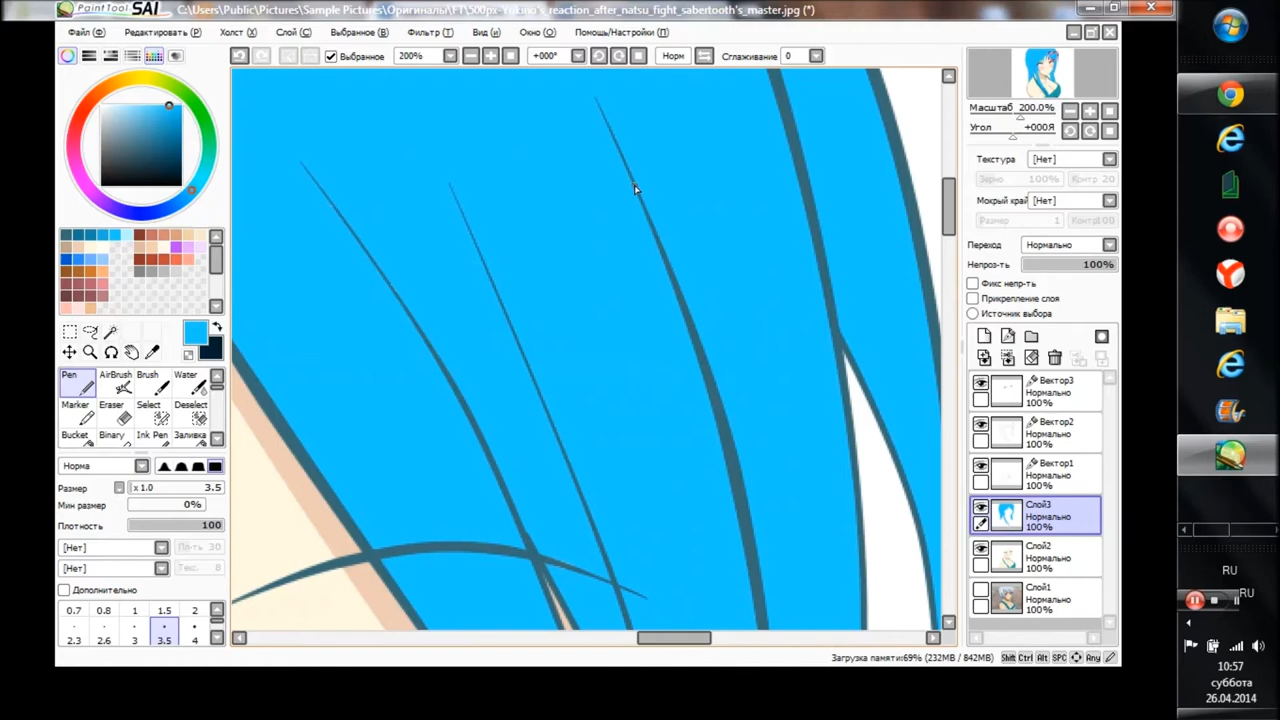 PaintTool SAI C:\Users\Public\Pictures\Sample Pictures\Оригиналы\FT\500px-Yukino's_reaction_after_natsu_fight_sabertooth's_master.jpg (*)
Файл (Ф) Редактировать (P) Холст (X) Слой (C) Выбранное (B) Фильтр (T) Вид (и) Окно (O) Помощь/Настройки (П)
Выбранное 200% +000° Норм Сглаживание 0
Масштаб 200.0%
Угол +000Я
Текстура [Нет]
Зерно 100% Контр 20
Мокрый край [Нет]
Размер 1 Контр100
Переход Нормально
Непроз-ть 100%
Фикс непр-ть
Прикрепление слоя
Источник выбора
Pen AirBrush Brush Water
Marker Eraser Select Deselect
Bucket Binary Ink Pen Заливка
Норма
Размер x 1.0 3.5
Мин размер 0%
Плотность 100
[Нет] Пл-ть 30
[Нет] Текс. 8
Дополнительно
0.7 0.8 1 1.5 2
2.3 2.6 3 3.5 4
Вектор3
Нормально
100%
Вектор2
Нормально
100%
Вектор1
Нормально
100%
Слой3
Нормально
100%
Слой2
Нормально
100%
Слой1
Нормально
100%
Загрузка памяти:69% (232MB / 842MB) Shift Ctrl Alt SPC Any
RU
RU
10:57
суббота
26.04.2014